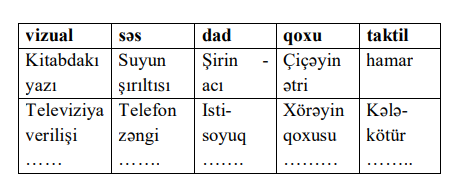 vizual səs dad qoxu taktil
Kitabdakı Suyun Şirin - Çiçəyin hamar
yazı şırıltısı acı ətri
Televiziya Telefon Isti- Xörəyin Kələ-
verilişi zəngi soyuq qoxusu kötür
…… ……. ……. ……… ……..